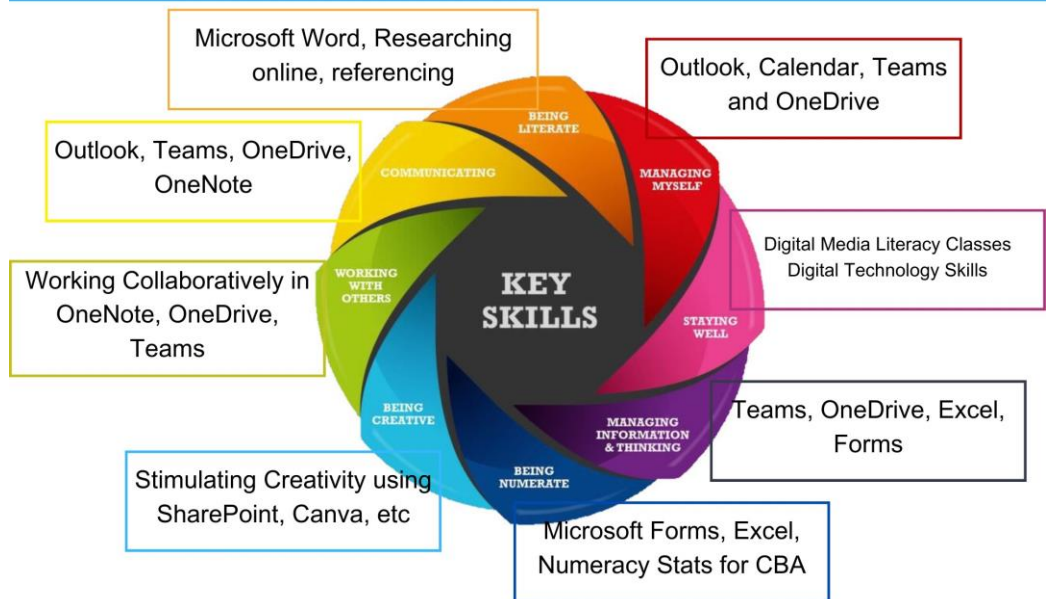 Microsoft Word, Researching
online, referencing
Outlook, Calendar, Teams
and OneDrive
BEING
LITERATE
Outlook, Teams, OneDrive,
OneNote
COMMUNICATING
MANAGING
MYSELF
Digital Media Literacy Classes
Digital Technology Skills
Working Collaboratively in
OneNote, OneDrive,
Teams
WORKING
WITH
OTHERS
KEY
SKILLS
STAYING
WELL
BEING
CREATIVE
MANAGING
INFORMATION
& THINKING
Teams, OneDrive, Excel,
Forms
BEING
NUMERATE
Stimulating Creativity using
SharePoint, Canva, etc
Microsoft Forms, Excel,
Numeracy Stats for CBA